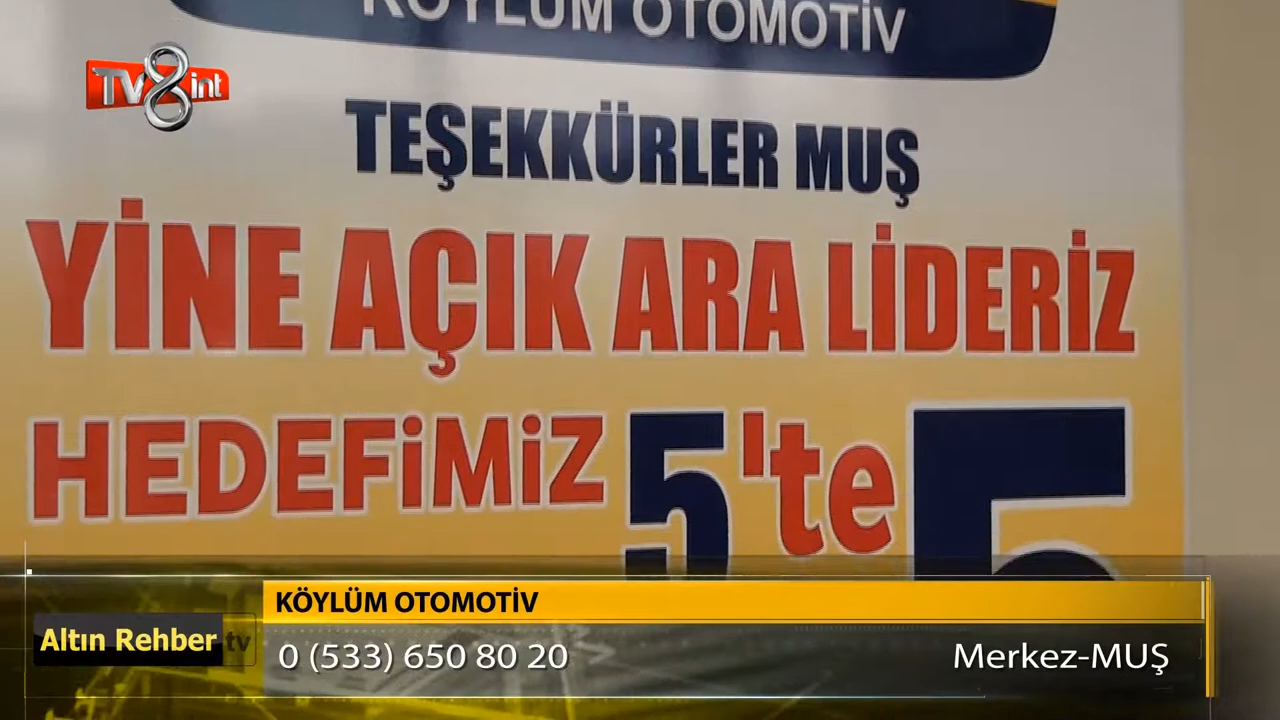 KÖYLÜM OTOMOTİV
TV8int
TEŞEKKÜRLER MUŞ
YİNE AÇIK ARA LİDERİZ
HEDEFİMİZ 5'te 5
KÖYLÜM OTOMOTİV
Altın Rehber tv
0 (533) 650 80 20
Merkez-MUŞ